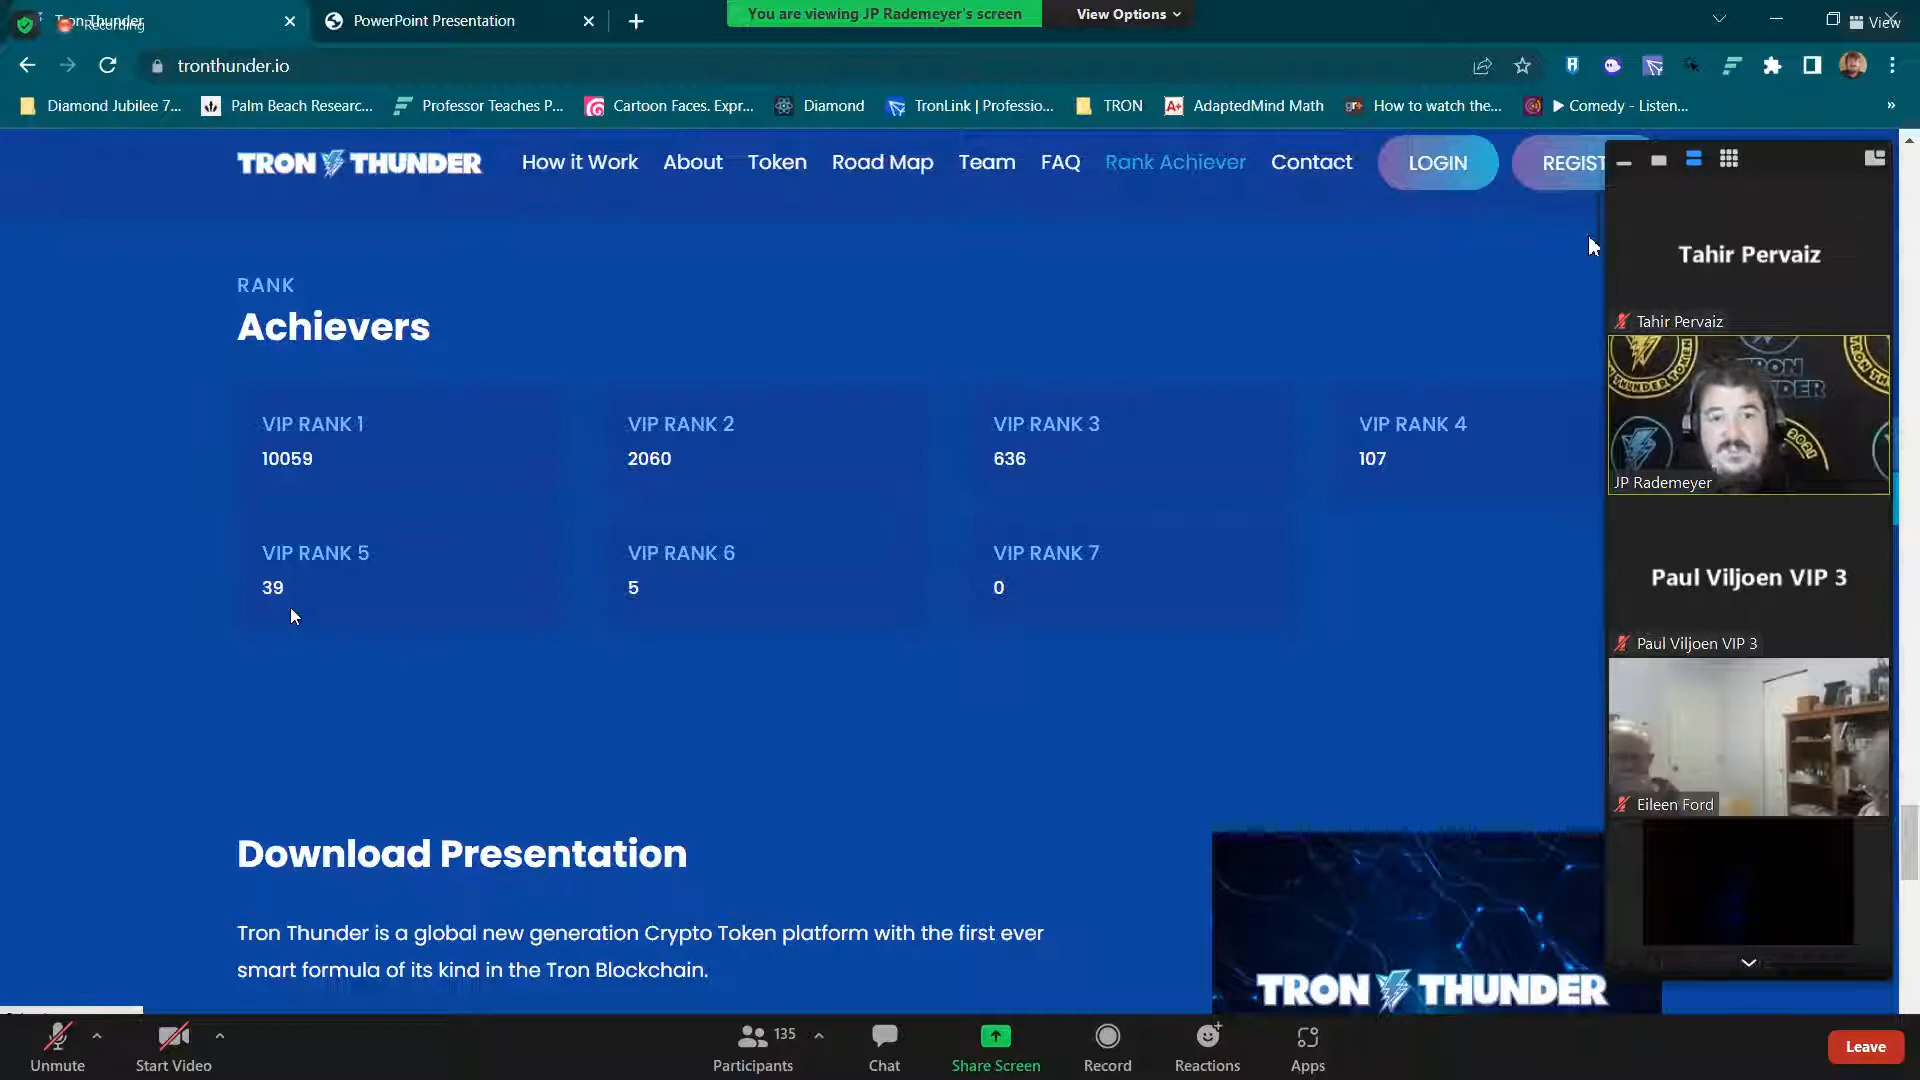 Tron Thunder
Recording
PowerPoint Presentation
You are viewing JP Rademeyer's screen
View Options
View
tronthunder.io
Diamond Jubilee 7...
Palm Beach Researc...
Professor Teaches P...
Cartoon Faces. Expr...
Diamond
TronLink | Professio...
TRON
AdaptedMind Math
How to watch the...
Comedy - Listen...
TRON THUNDER
How it Work
About
Token
Road Map
Team
FAQ
Rank Achiever
Contact
LOGIN
REGIST
RANK
Achievers
VIP RANK 1
10059
VIP RANK 2
2060
VIP RANK 3
636
VIP RANK 4
107
VIP RANK 5
39
VIP RANK 6
5
VIP RANK 7
0
Download Presentation
Tron Thunder is a global new generation Crypto Token platform with the first ever
smart formula of its kind in the Tron Blockchain.
TRON THUNDER
Tahir Pervaiz
Tahir Pervaiz
JP Rademeyer
Paul Viljoen VIP 3
Paul Viljoen VIP 3
Eileen Ford
Unmute
Start Video
135
Participants
Chat
Share Screen
Record
Reactions
Apps
Leave